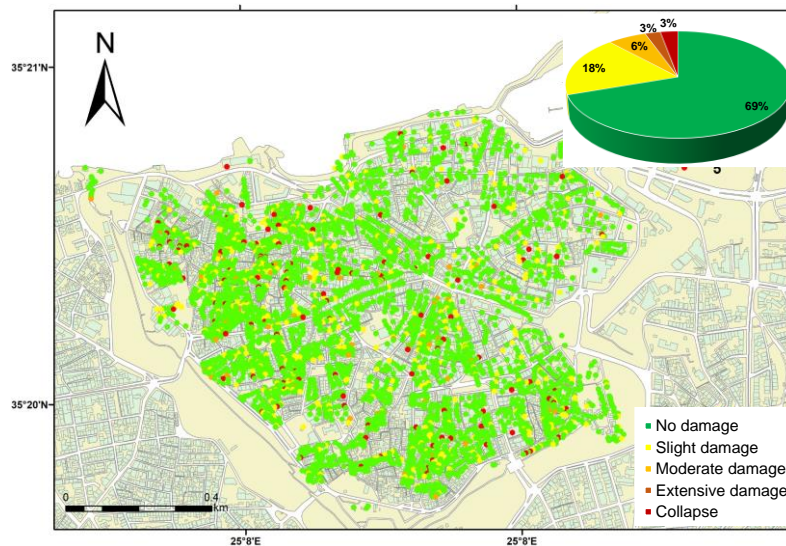 N
35°21'N
35°20'N
3%
3%
6%
18%
69%
5
No damage
Slight damage
Moderate damage
Extensive damage
Collapse
0
0.4
km
25°8'E
25°8'E